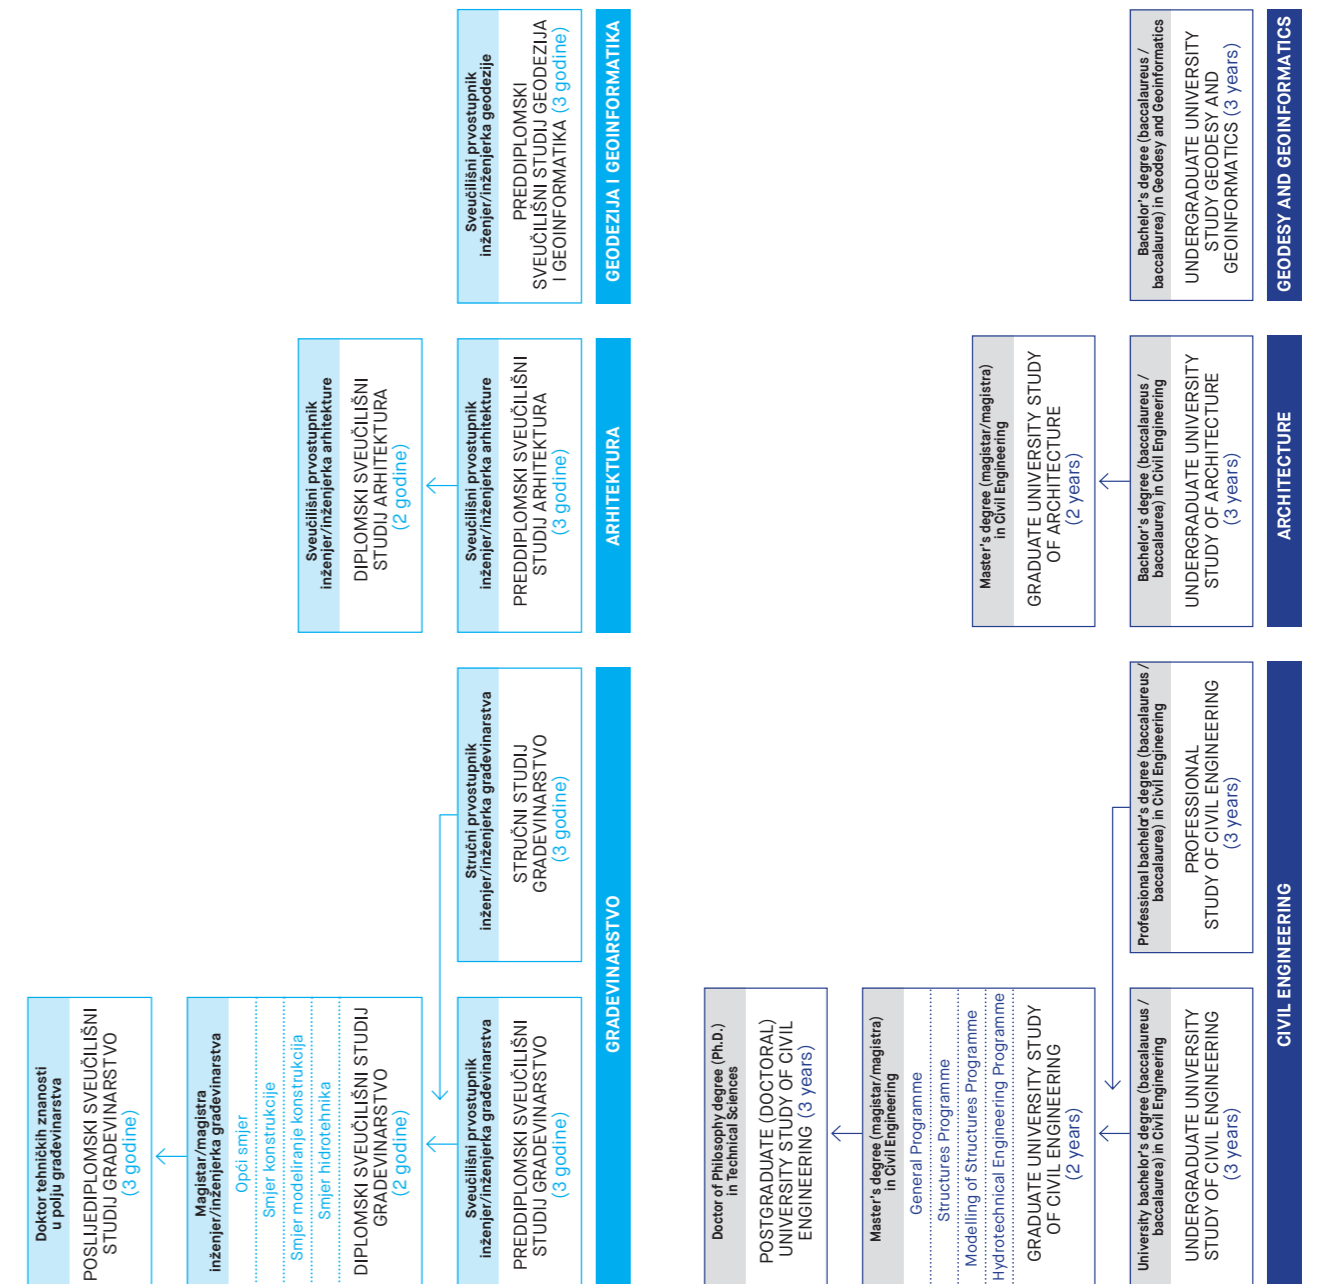 Doktor tehničkih znanosti
u polju građevinarstva
POSLIJEDIPLOMSKI SVEUČILIŠNI
STUDIJ GRAĐEVINARSTVO
(3 godine)
Magistar/magistra
inženjer/inženjerka građevinarstva
Opći smjer
Smjer konstrukcije
Smjer modeliranje konstrukcija
Smjer hidrotehnika
DIPLOMSKI SVEUČILIŠNI STUDIJ
GRAĐEVINARSTVO
(2 godine)
Sveučilišni prvostupnik
inženjer/inženjerka građevinarstva
PREDDIPLOMSKI SVEUČILIŠNI
STUDIJ GRAĐEVINARSTVO
(3 godine)
Stručni prvostupnik
inženjer/inženjerka građevinarstva
STRUČNI STUDIJ
GRAĐEVINARSTVO
(3 godine)
GRAĐEVINARSTVO
Sveučilišni prvostupnik
inženjer/inženjerka arhitekture
DIPLOMSKI SVEUČILIŠNI
STUDIJ ARHITEKTURA
(2 godine)
Sveučilišni prvostupnik
inženjer/inženjerka arhitekture
PREDDIPLOMSKI SVEUČILIŠNI
STUDIJ ARHITEKTURA
(3 godine)
ARHITEKTURA
Sveučilišni prvostupnik
inženjer/inženjerka geodezije
PREDDIPLOMSKI
SVEUČILIŠNI STUDIJ GEODEZIJA
I GEOINFORMATIKA (3 godine)
GEODEZIJA I GEOINFORMATIKA
Doctor of Philosophy degree (Ph.D.)
in Technical Sciences
POSTGRADUATE (DOCTORAL)
UNIVERSITY STUDY OF CIVIL
ENGINEERING (3 years)
Master's degree (magistar/magistra)
in Civil Engineering
General Programme
Structures Programme
Modelling of Structures Programme
Hydrotechnical Engineering Programme
GRADUATE UNIVERSITY STUDY
OF CIVIL ENGINEERING
(2 years)
University bachelor's degree (baccalaureus /
baccalaurea) in Civil Engineering
UNDERGRADUATE UNIVERSITY
STUDY OF CIVIL ENGINEERING
(3 years)
Professional bachelor's degree (baccalaureus /
baccalaurea) in Civil Engineering
PROFESSIONAL
STUDY OF CIVIL ENGINEERING
(3 years)
CIVIL ENGINEERING
Master's degree (magistar/magistra)
in Civil Engineering
GRADUATE UNIVERSITY STUDY
OF ARCHITECTURE
(2 years)
Bachelor's degree (baccalaureus /
baccalaurea) in Civil Engineering
UNDERGRADUATE UNIVERSITY
STUDY OF ARCHITECTURE
(3 years)
ARCHITECTURE
Bachelor's degree (baccalaureus /
baccalaurea) in Geodesy and Geoinformatics
UNDERGRADUATE UNIVERSITY
STUDY GEODESY AND
GEOINFORMATICS (3 years)
GEODESY AND GEOINFORMATICS